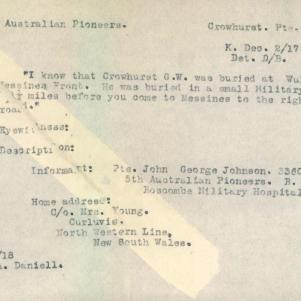 Australian Pioneers. Crowhurst. Pte.
K. Dec. 2/17
Det. D/B.
"I know that Crowhurst G.W. was buried at
Messines Front. He was buried in a small Military
miles before you come to Messines to the righ
road."
Eyewitness:
Description:
Informant: Pte. John George Johnson. 3360
5th Australian Pioneers. B.
Boscombe Military Hospital
Home address:
C/o. Mrs. Young.
Curluvis.
North Western Line,
New South Wales.
/18
. Daniell.